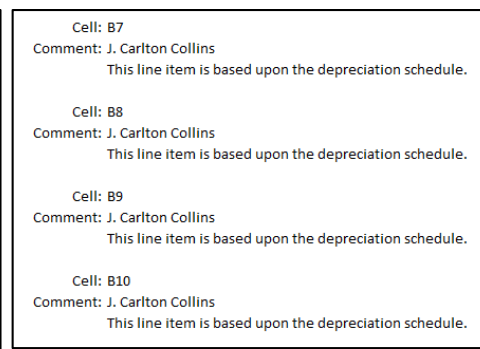 Cell: B7
Comment: J. Carlton Collins
This line item is based upon the depreciation schedule.
Cell: B8
Comment: J. Carlton Collins
This line item is based upon the depreciation schedule.
Cell: B9
Comment: J. Carlton Collins
This line item is based upon the depreciation schedule.
Cell: B10
Comment: J. Carlton Collins
This line item is based upon the depreciation schedule.